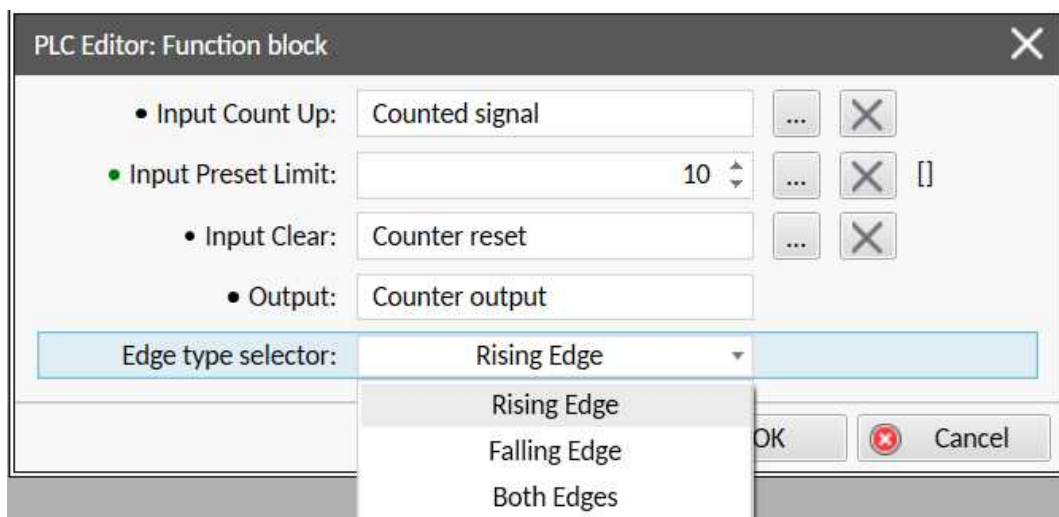 PLC Editor: Function block
• Input Count Up: Counted signal ...
• Input Preset Limit: 10 ... []
• Input Clear: Counter reset ...
• Output: Counter output
Edge type selector: Rising Edge
Rising Edge
OK Cancel
Falling Edge
Both Edges